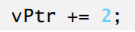 vPtr += 2;